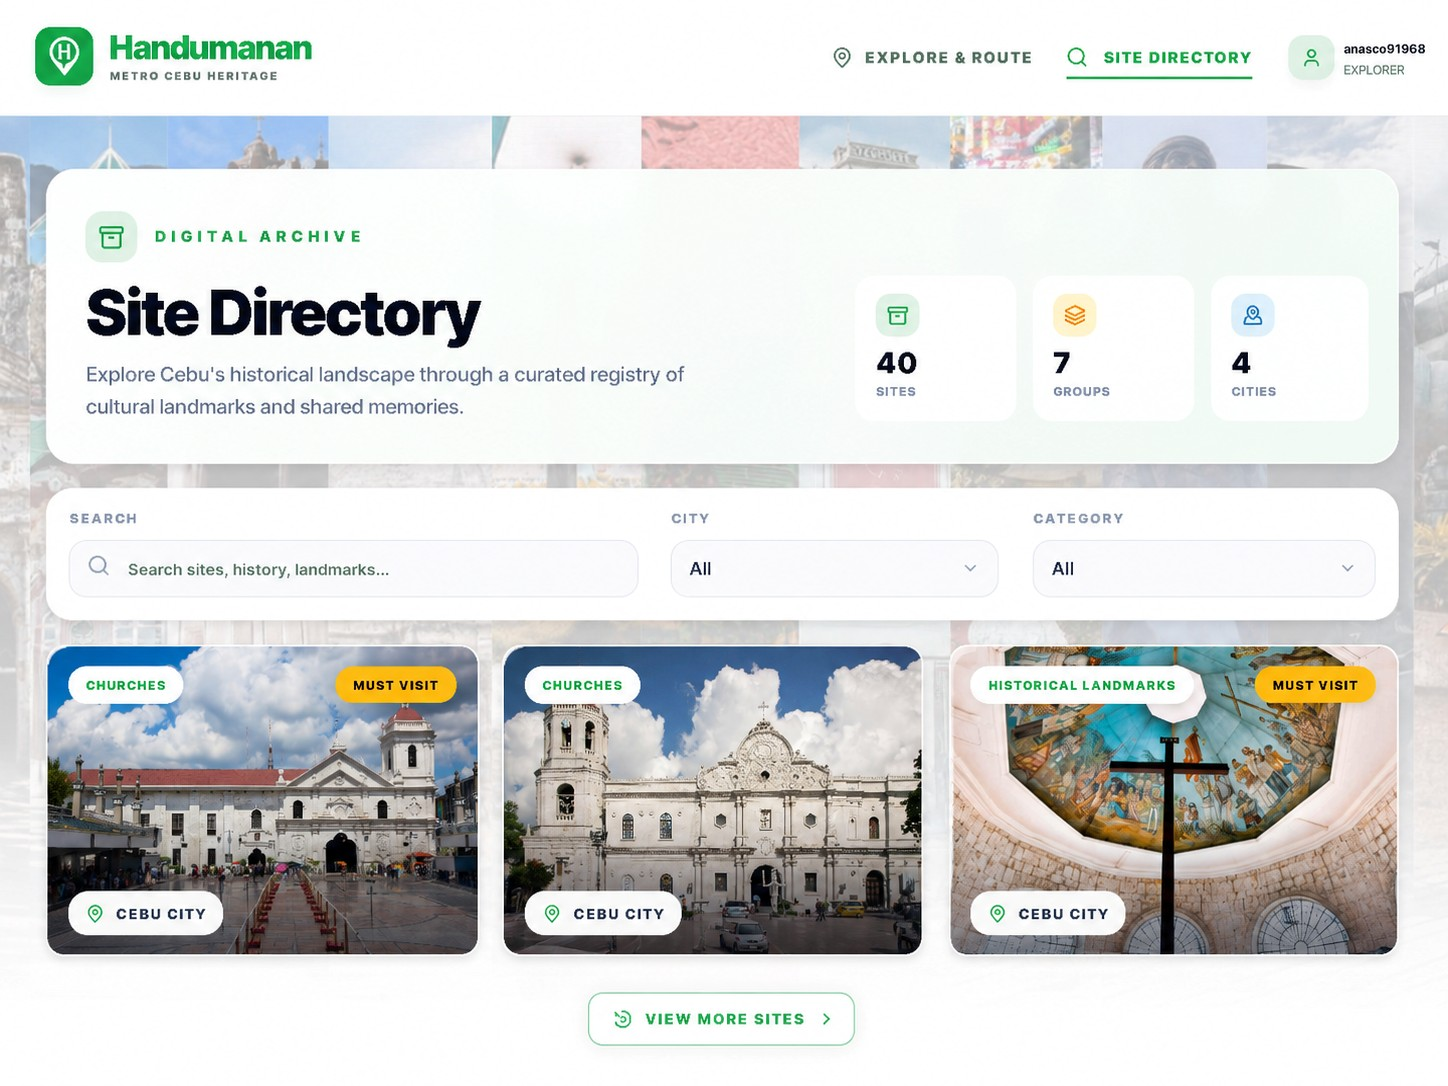 Handumanan
METRO CEBU HERITAGE
EXPLORE & ROUTE
SITE DIRECTORY
anasco91968
EXPLORER
DIGITAL ARCHIVE
Site Directory
Explore Cebu's historical landscape through a curated registry of
cultural landmarks and shared memories.
40
SITES
7
GROUPS
4
CITIES
SEARCH
Search sites, history, landmarks...
CITY
All
CATEGORY
All
CHURCHES
MUST VISIT
CEBU CITY
CHURCHES
CEBU CITY
HISTORICAL LANDMARKS
MUST VISIT
CEBU CITY
VIEW MORE SITES